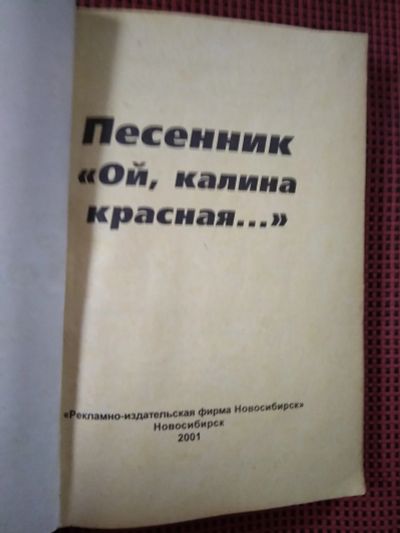 Песенник
«Ой, калина
красная...»
«Рекламно-издательская фирма Новосибирск»
Новосибирск
2001